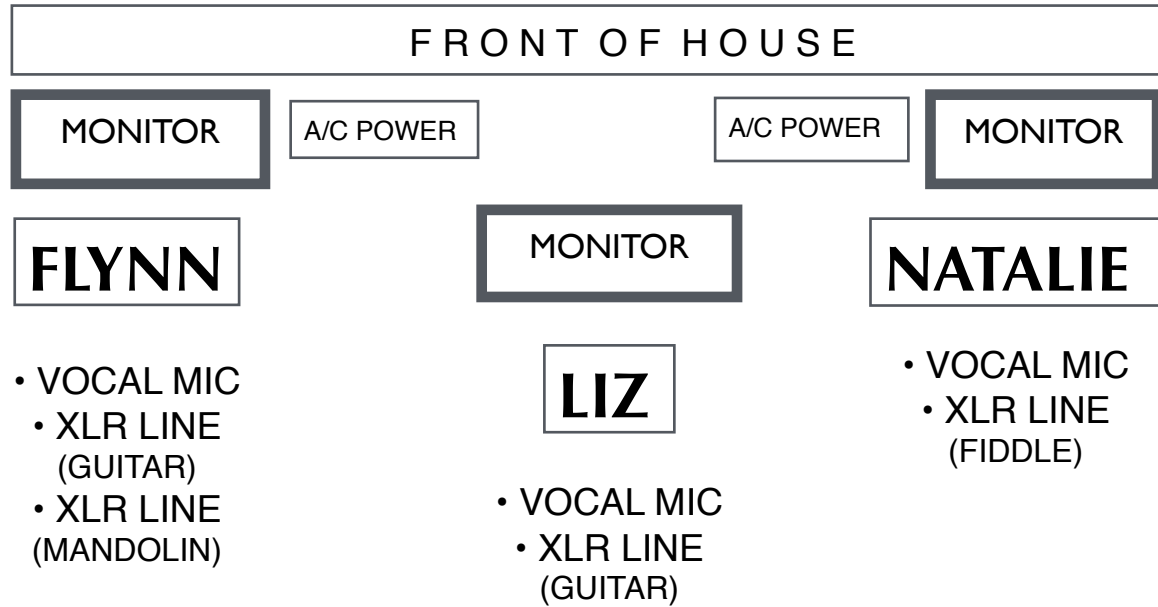 FRONT OF HOUSE
MONITOR
A/C POWER
A/C POWER
MONITOR
FLYNN
MONITOR
NATALIE
• VOCAL MIC
• XLR LINE
(GUITAR)
• XLR LINE
(MANDOLIN)
LIZ
• VOCAL MIC
• XLR LINE
(GUITAR)
• VOCAL MIC
• XLR LINE
(FIDDLE)